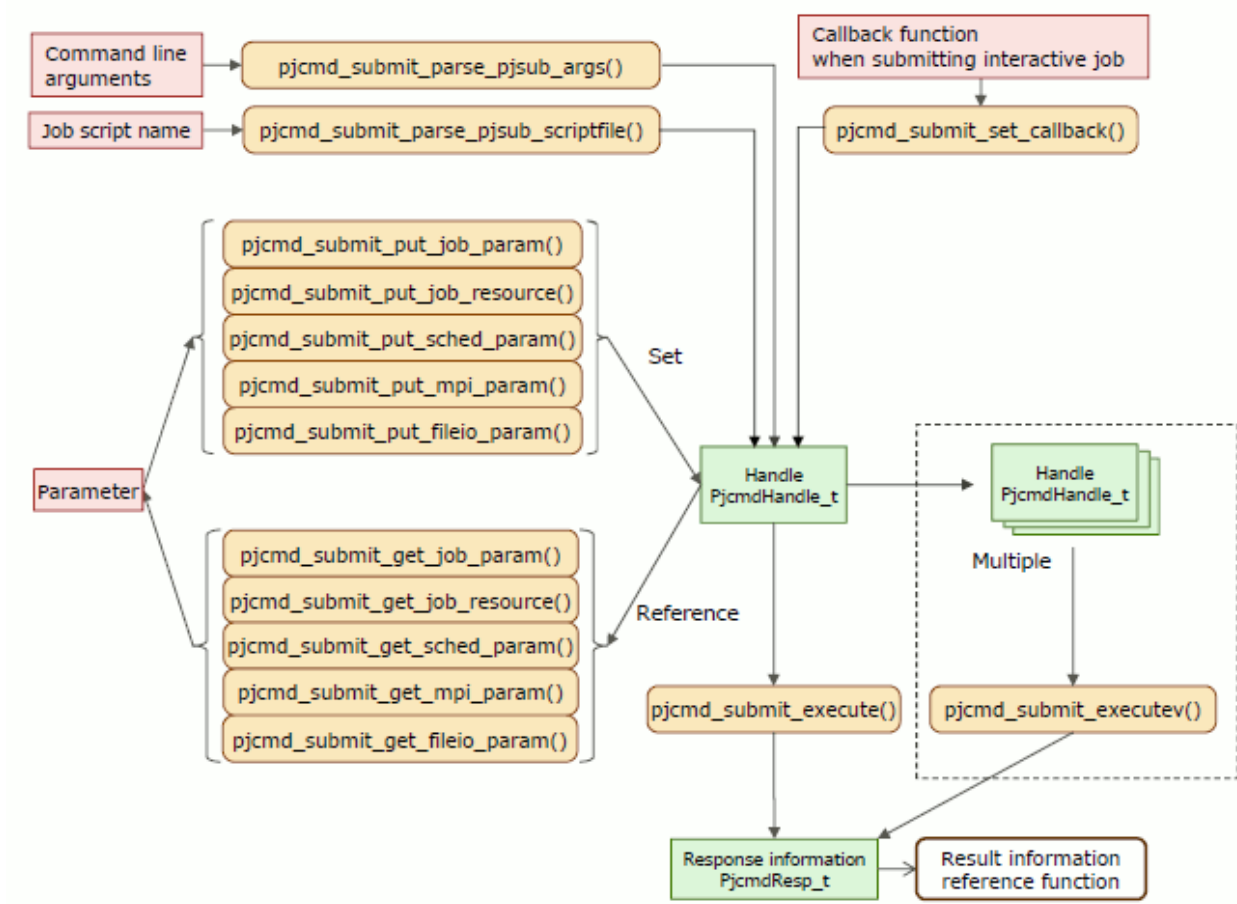 Command line
arguments
pjcmd_submit_parse_pjsub_args()
Callback function
when submitting interactive job
Job script name
pjcmd_submit_parse_pjsub_scriptfile()
pjcmd_submit_set_callback()
pjcmd_submit_put_job_param()
pjcmd_submit_put_job_resource()
pjcmd_submit_put_sched_param()
pjcmd_submit_put_mpi_param()
pjcmd_submit_put_fileio_param()
Set
Parameter
Handle
PjcmdHandle_t
Handle
PjcmdHandle_t
Multiple
pjcmd_submit_get_job_param()
pjcmd_submit_get_job_resource()
pjcmd_submit_get_sched_param()
pjcmd_submit_get_mpi_param()
pjcmd_submit_get_fileio_param()
Reference
pjcmd_submit_execute()
pjcmd_submit_executev()
Response information
PjcmdResp_t
Result information
reference function